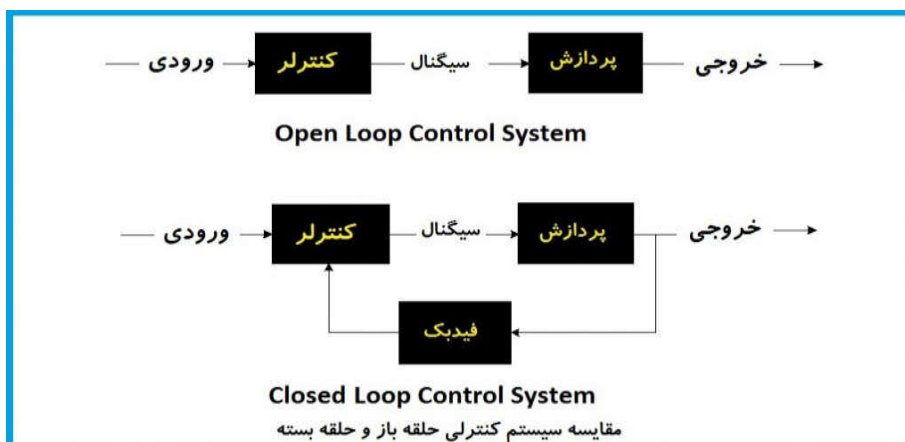 ورودی کنترلر سیگنال پردازش خروجی
Open Loop Control System
ورودی کنترلر سیگنال پردازش خروجی
فیدبک
Closed Loop Control System
مقایسه سیستم کنترلی حلقه باز و حلقه بسته